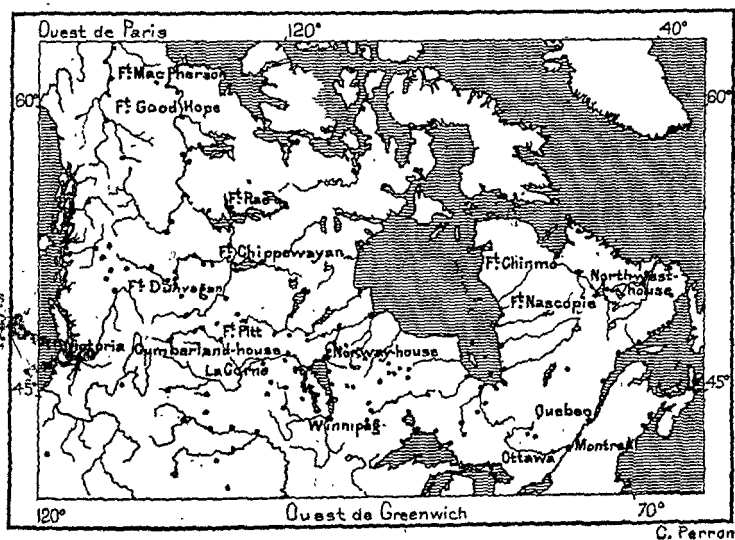 Ouest de Paris 120° 40°
Ft MacPherson
60° Ft Good Hope 60°
Ft Rae
Ft Chippewayan
Ft Chimo
Northwest-house
Ft Dunvegan
Ft Nascopie
Ft Pitt
Victoria Cumberland-house Norway-house
La Corne
45° 45°
Quebec
Winnipeg
Montreal
Ottawa
120° Ouest de Greenwich 70°
C. Perron